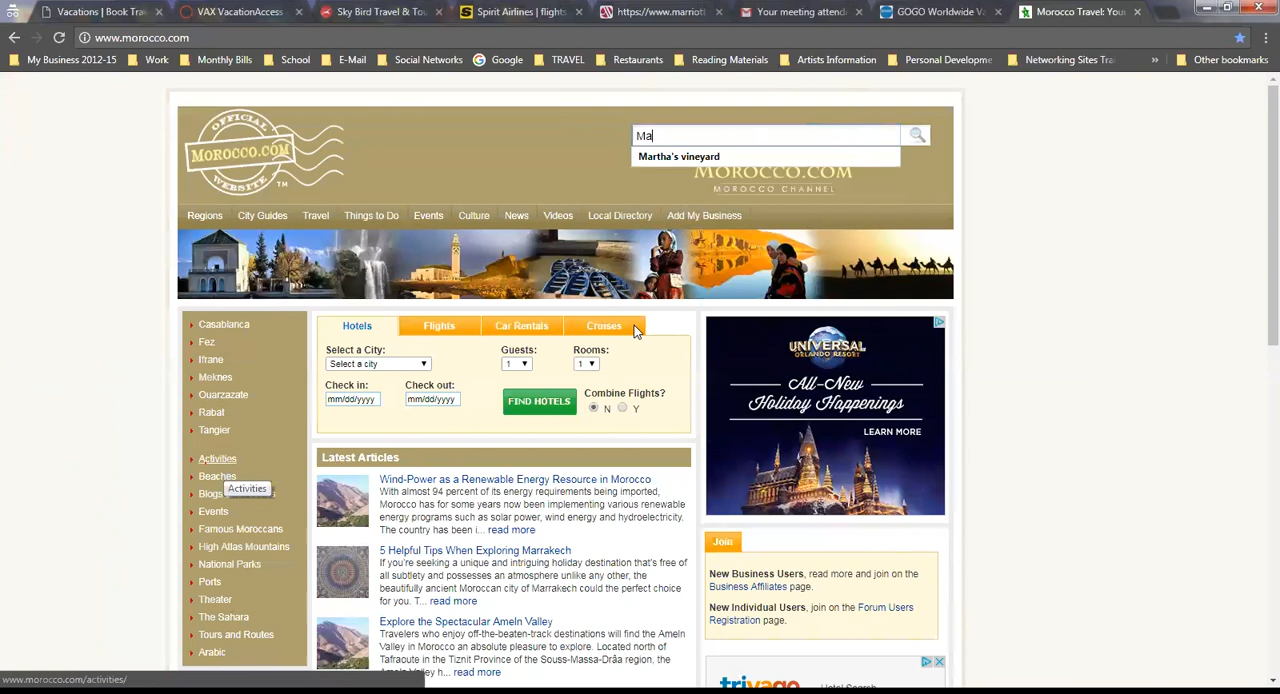 Vacations | Book Trav
VAX VacationAccess
Sky Bird Travel & Tou
Spirit Airlines | flights
https://www.marriott
Your meeting attend
GOGO Worldwide Va
Morocco Travel: You
www.morocco.com
My Business 2012-15
Work
Monthly Bills
School
E-Mail
Social Networks
Google
TRAVEL
Restaurants
Reading Materials
Artists Information
Personal Developme
Networking Sites Trai
»
Other bookmarks
OFFICIAL
MOROCCO.COM
WEBSITE
TM
Ma
Martha's vineyard
MOROCCO.COM
MOROCCO CHANNEL
Regions
City Guides
Travel
Things to Do
Events
Culture
News
Videos
Local Directory
Add My Business
Casablanca
Fez
Ifrane
Meknes
Ouarzazate
Rabat
Tangier
Activities
Beaches
Blogs
Activities
Events
Famous Moroccans
High Atlas Mountains
National Parks
Ports
Theater
The Sahara
Tours and Routes
Arabic
Hotels
Flights
Car Rentals
Cruises
Select a City:
Guests:
Rooms:
Select a city
1
1
Check in:
Check out:
Combine Flights?
mm/dd/yyyy
mm/dd/yyyy
FIND HOTELS
N
Y
Latest Articles
Wind-Power as a Renewable Energy Resource in Morocco
With almost 94 percent of its energy requirements being imported,
Morocco has for some years now been implementing various renewable
energy programs such as solar power, wind energy and hydroelectricity.
The country has been i... read more
5 Helpful Tips When Exploring Marrakech
If you're seeking a unique and intriguing holiday destination that's free of
all subtlety and possesses an atmosphere unlike any other, the
beautifully ancient Moroccan city of Marrakech could the perfect choice
for you. T... read more
Explore the Spectacular Ameln Valley
Travelers who enjoy off-the-beaten-track destinations will find the Ameln
Valley in Morocco an absolute pleasure to explore. Located north of
Tafraoute in the Tiznit Province of the Souss-Massa-Drâa region, the
Ameln Valley h... read more
UNIVERSAL
ORLANDO RESORT
All-New
Holiday Happenings
LEARN MORE
Join
New Business Users, read more and join on the
Business Affiliates page.
New Individual Users, join on the Forum Users
Registration page.
trivago
Hotel Search
www.morocco.com/activities/